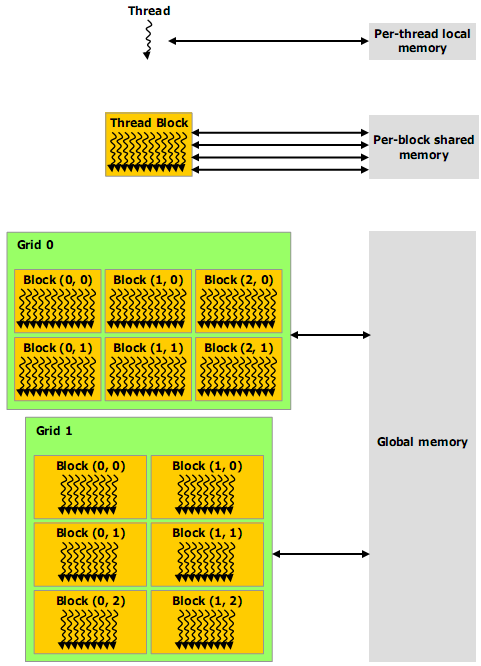 Thread
Per-thread local
memory
Thread Block
Per-block shared
memory
Grid 0
Block (0, 0) Block (1, 0) Block (2, 0)
Block (0, 1) Block (1, 1) Block (2, 1)
Global memory
Grid 1
Block (0, 0) Block (1, 0)
Block (0, 1) Block (1, 1)
Block (0, 2) Block (1, 2)